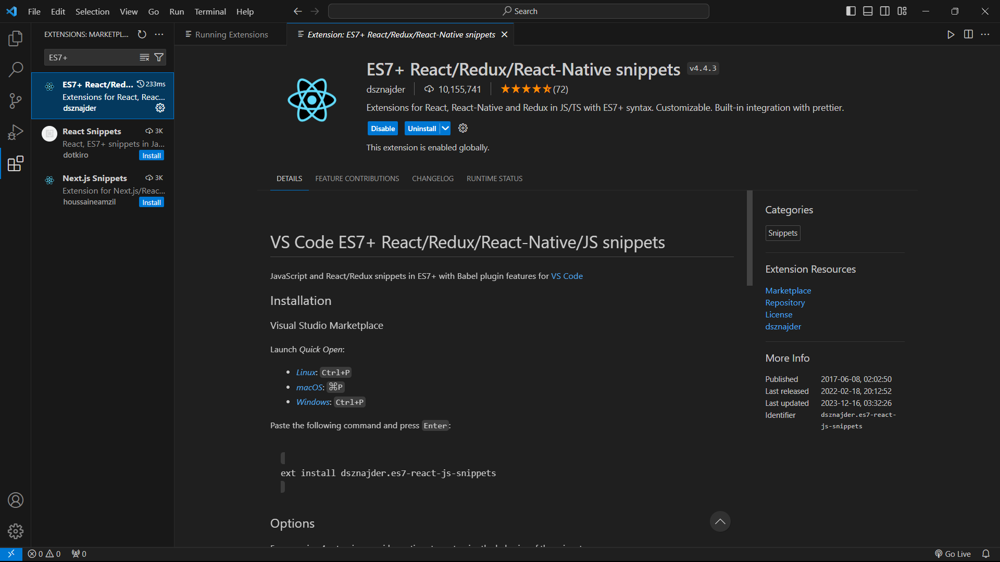 File Edit Selection View Go Run Terminal Help
Search
EXTENSIONS: MARKETPL...
ES7+
ES7+ React/Red... 233ms
Extensions for React, Reac...
dsznajder
React Snippets 3K
React, ES7+ snippets in Ja...
dotkiro Install
Next.js Snippets 3K
Extension for Next.js/Reac...
houssaineamzil Install
Running Extensions
Extension: ES7+ React/Redux/React-Native snippets
ES7+ React/Redux/React-Native snippets v4.4.3
dsznajder 10,155,741 (72)
Extensions for React, React-Native and Redux in JS/TS with ES7+ syntax. Customizable. Built-in integration with prettier.
Disable Uninstall
This extension is enabled globally.
DETAILS FEATURE CONTRIBUTIONS CHANGELOG RUNTIME STATUS
VS Code ES7+ React/Redux/React-Native/JS snippets
JavaScript and React/Redux snippets in ES7+ with Babel plugin features for VS Code
Installation
Visual Studio Marketplace
Launch Quick Open:
• Linux: Ctrl+P
• macOS: ⌘P
• Windows: Ctrl+P
Paste the following command and press Enter:
ext install dsznajder.es7-react-js-snippets
Options
Categories
Snippets
Extension Resources
Marketplace
Repository
License
dsznajder
More Info
Published 2017-06-08, 02:02:50
Last released 2022-02-18, 20:12:52
Last updated 2023-12-16, 03:32:26
Identifier dsznajder.es7-react-
js-snippets
0 0 0
Go Live